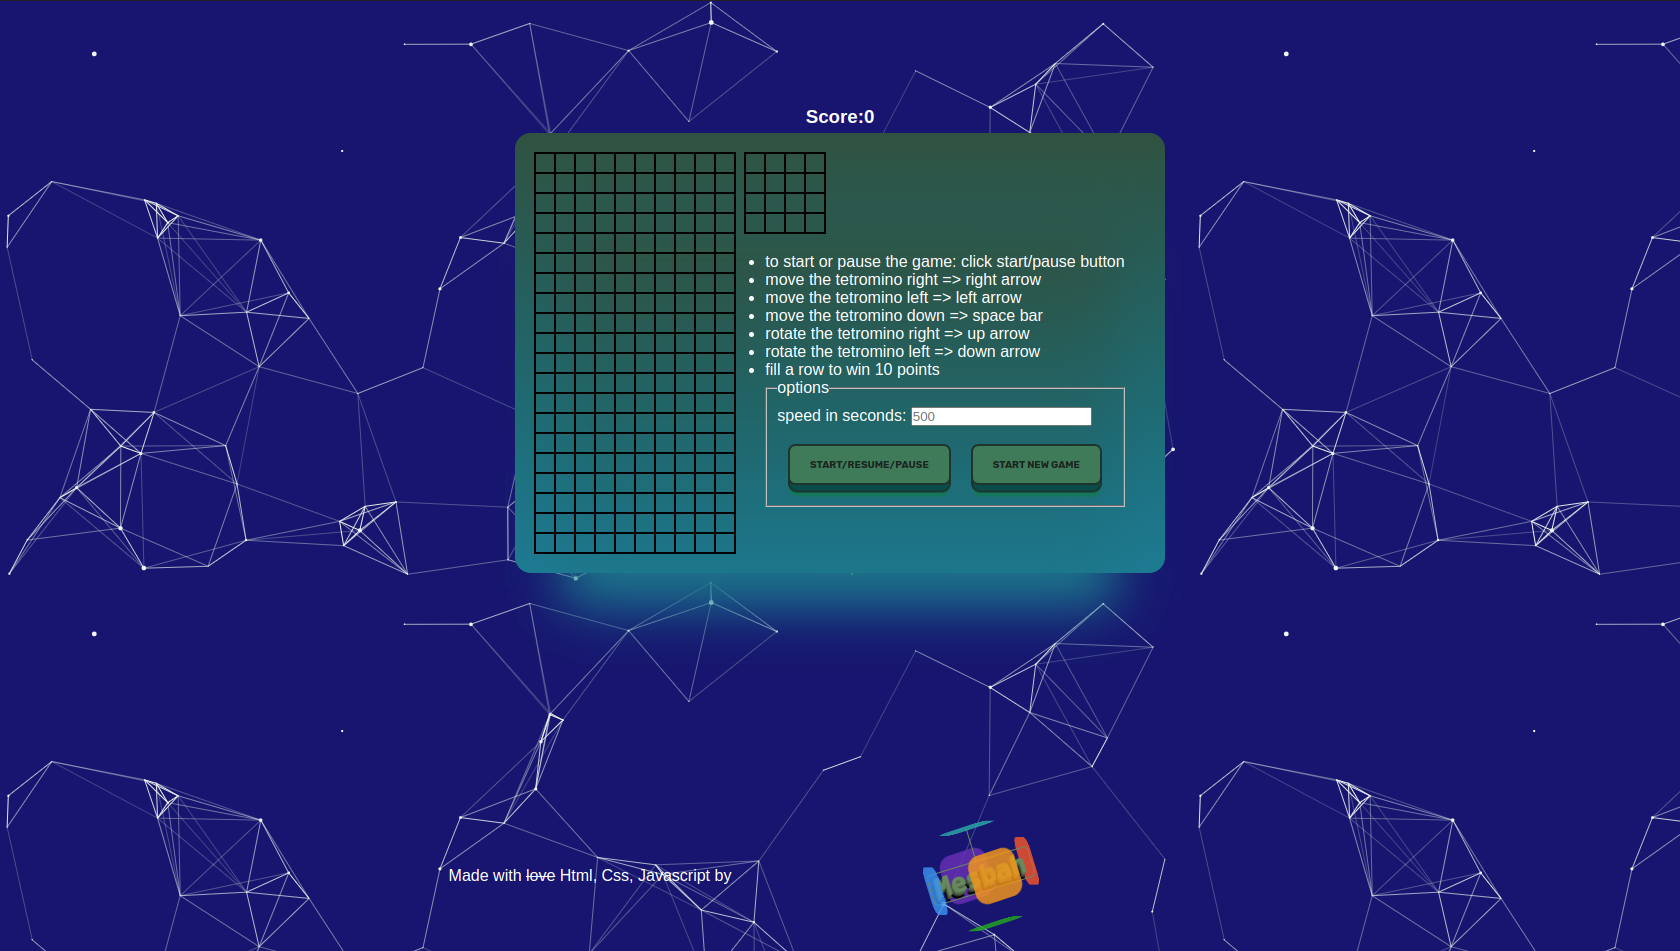 Score:0
to start or pause the game: click start/pause button
move the tetromino right => right arrow
move the tetromino left => left arrow
move the tetromino down => space bar
rotate the tetromino right => up arrow
rotate the tetromino left => down arrow
fill a row to win 10 points
options
speed in seconds: 500
START/RESUME/PAUSE START NEW GAME
Made with love Html, Css, Javascript by
Mesbah